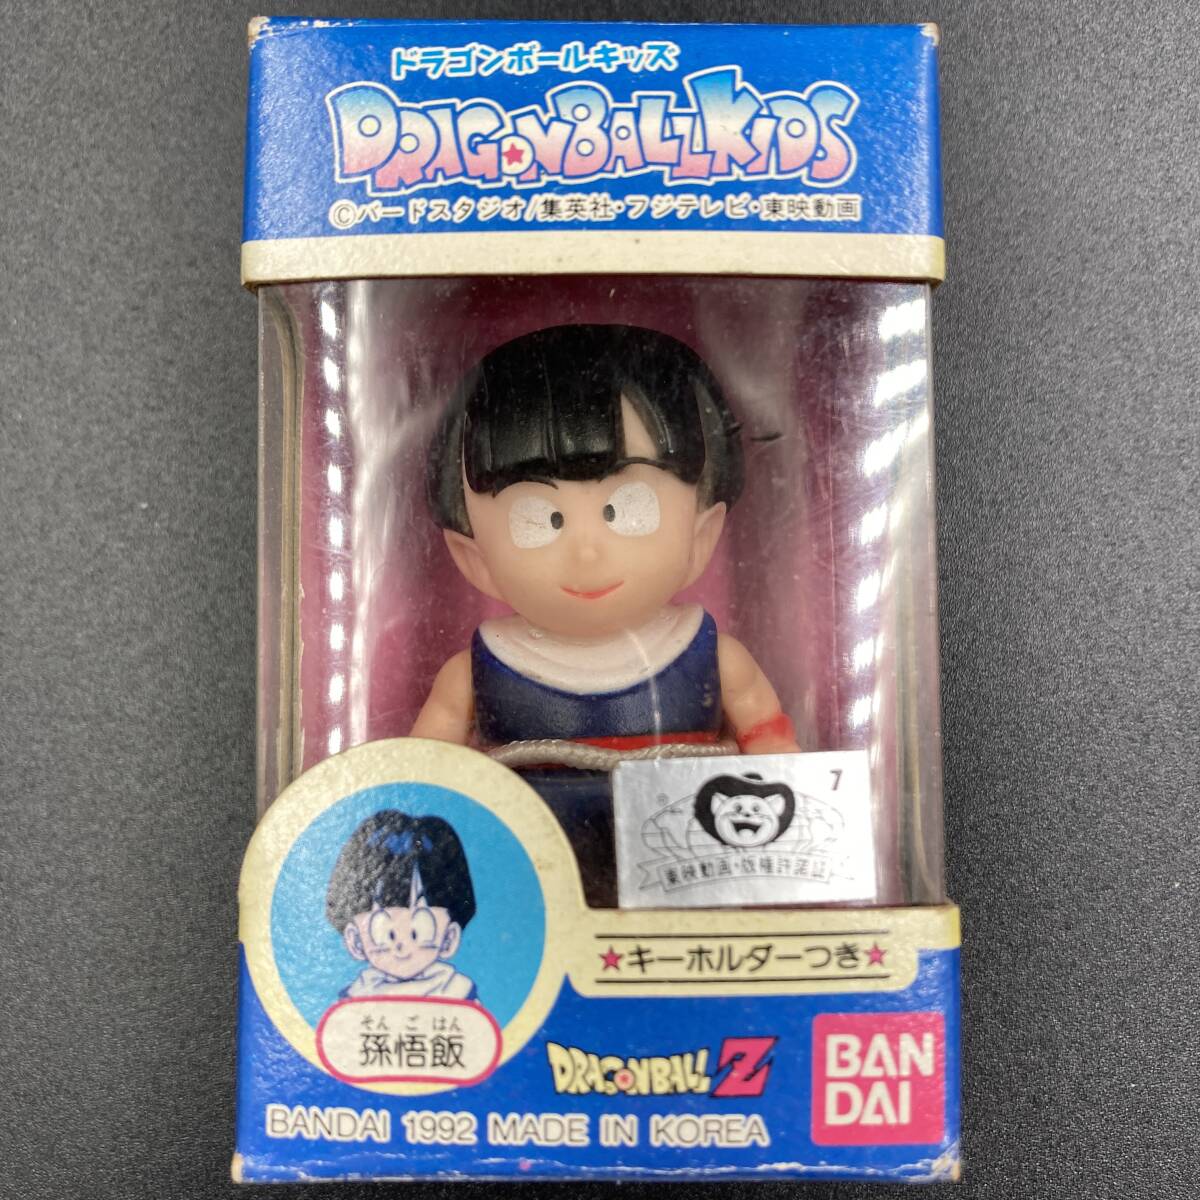 ドラゴンボールキッズ
DRAGONBALLZKIDS
©バードスタジオ/集英社・フジテレビ・東映動画
7
東映動画・版権許諾証
★キーホルダーつき★
そん ご はん
孫悟飯
DRAGONBALL Z
BAN
DAI
BANDAI 1992 MADE IN KOREA